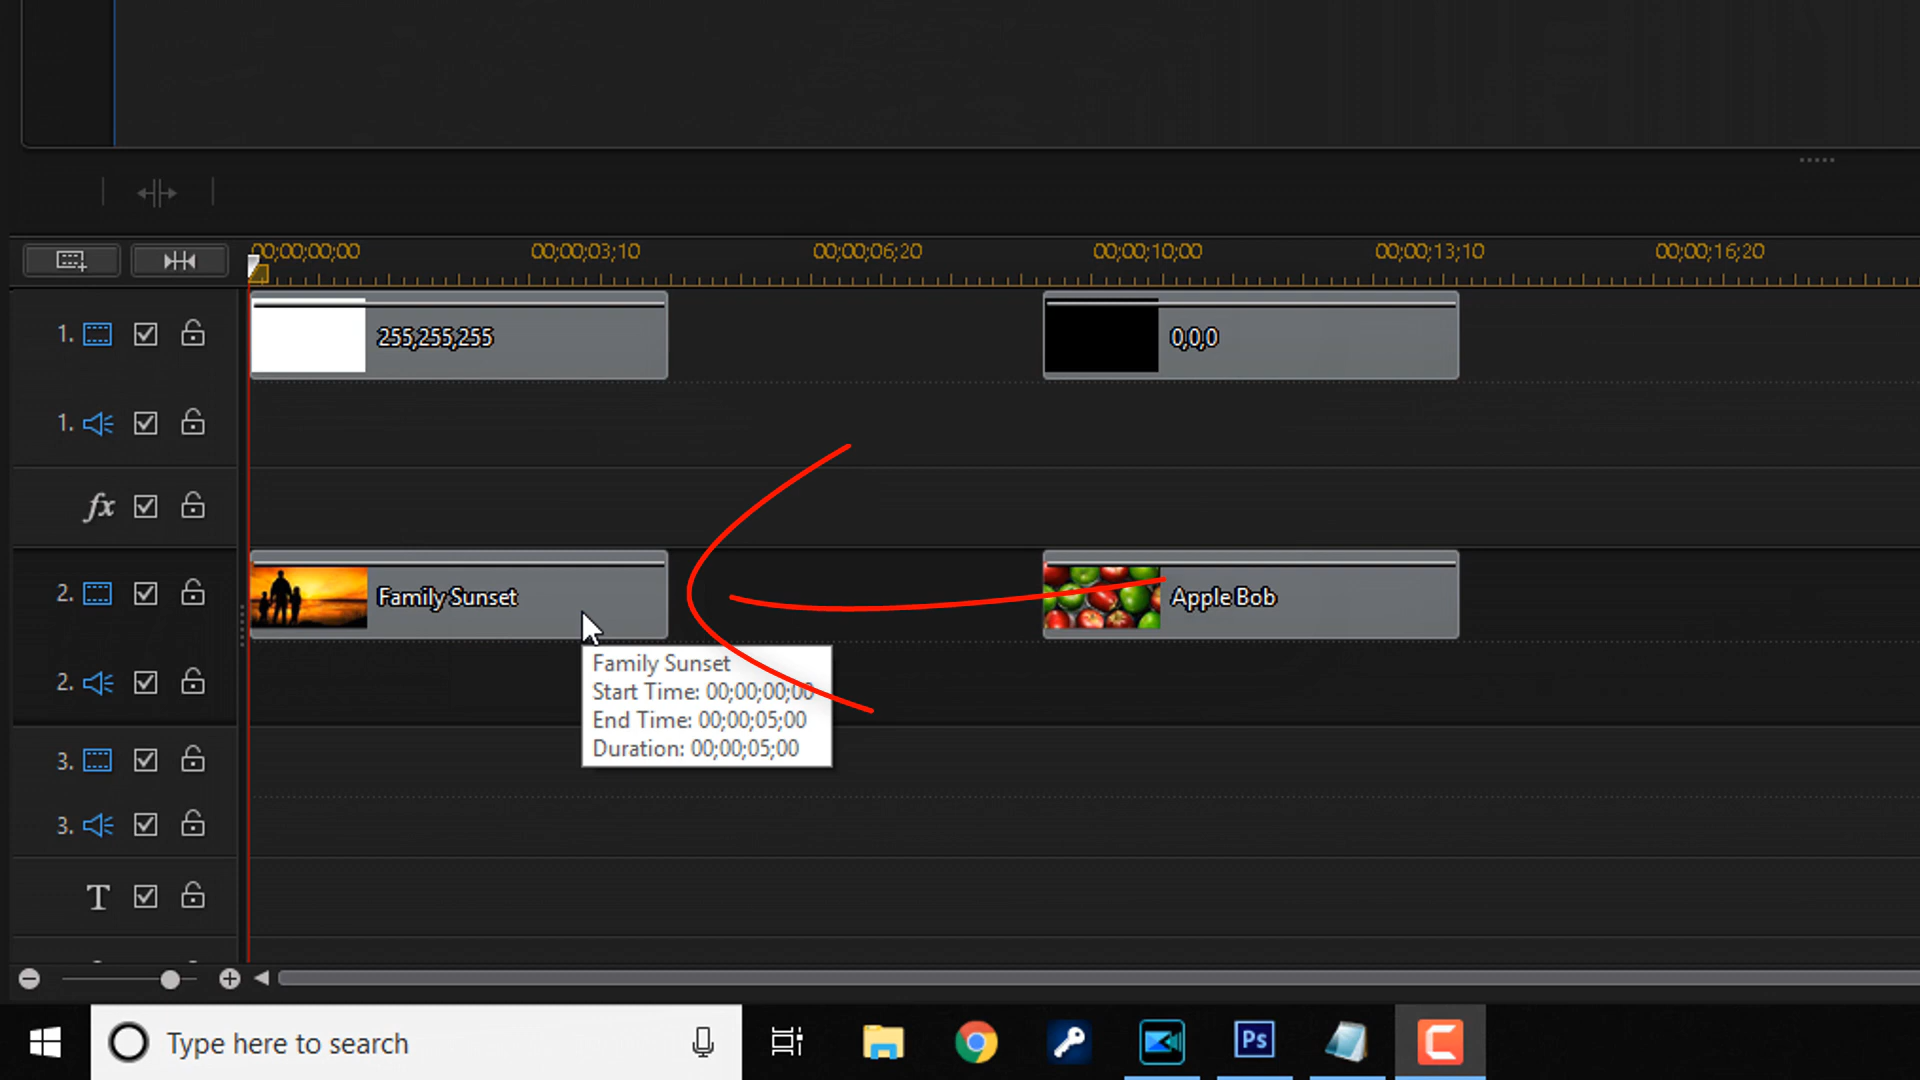 00;00;00;00 00;00;03;10 00;00;06;20 00;00;10;00 00;00;13;10 00;00;16;20
1. 255,255,255 0,0,0
1.
fx
2. Family Sunset Apple Bob
2.
Family Sunset
Start Time: 00;00;00;00
End Time: 00;00;05;00
Duration: 00;00;05;00
3.
3.
T
Type here to search
Ps